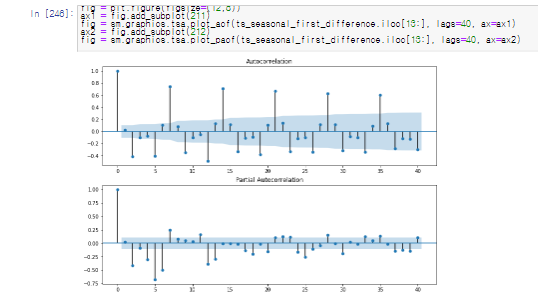 In [246]:
fig = plt.figure(figsize=(12,8))
ax1 = fig.add_subplot(211)
fig = sm.graphics.tsa.plot_acf(ts_seasonal_first_difference.iloc[13:], lags=40, ax=ax1)
ax2 = fig.add_subplot(212)
fig = sm.graphics.tsa.plot_pacf(ts_seasonal_first_difference.iloc[13:], lags=40, ax=ax2)
Autocorrelation
1.0
0.8
0.6
0.4
0.2
0.0
−0.2
−0.4
0 5 10 15 20 25 30 35 40
Partial Autocorrelation
1.00
0.75
0.50
0.25
0.00
−0.25
−0.50
−0.75
0 5 10 15 20 25 30 35 40